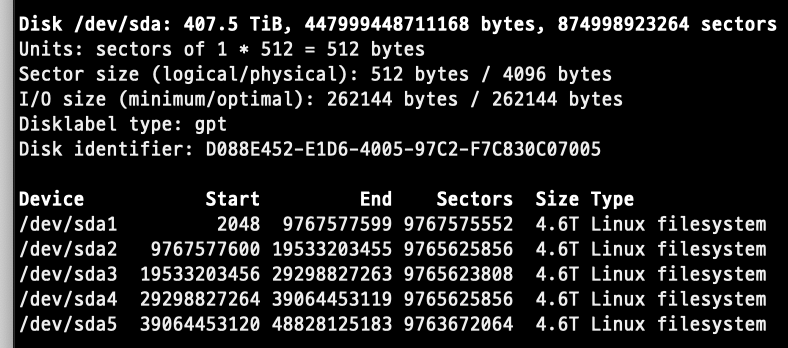 Disk /dev/sda: 407.5 TiB, 447999448711168 bytes, 874998923264 sectors
Units: sectors of 1 * 512 = 512 bytes
Sector size (logical/physical): 512 bytes / 4096 bytes
I/O size (minimum/optimal): 262144 bytes / 262144 bytes
Disklabel type: gpt
Disk identifier: D088E452-E1D6-4005-97C2-F7C830C07005

Device           Start         End    Sectors  Size Type
/dev/sda1         2048  9767577599 9767575552  4.6T Linux filesystem
/dev/sda2   9767577600 19533203455 9765625856  4.6T Linux filesystem
/dev/sda3  19533203456 29298827263 9765623808  4.6T Linux filesystem
/dev/sda4  29298827264 39064453119 9765625856  4.6T Linux filesystem
/dev/sda5  39064453120 48828125183 9763672064  4.6T Linux filesystem